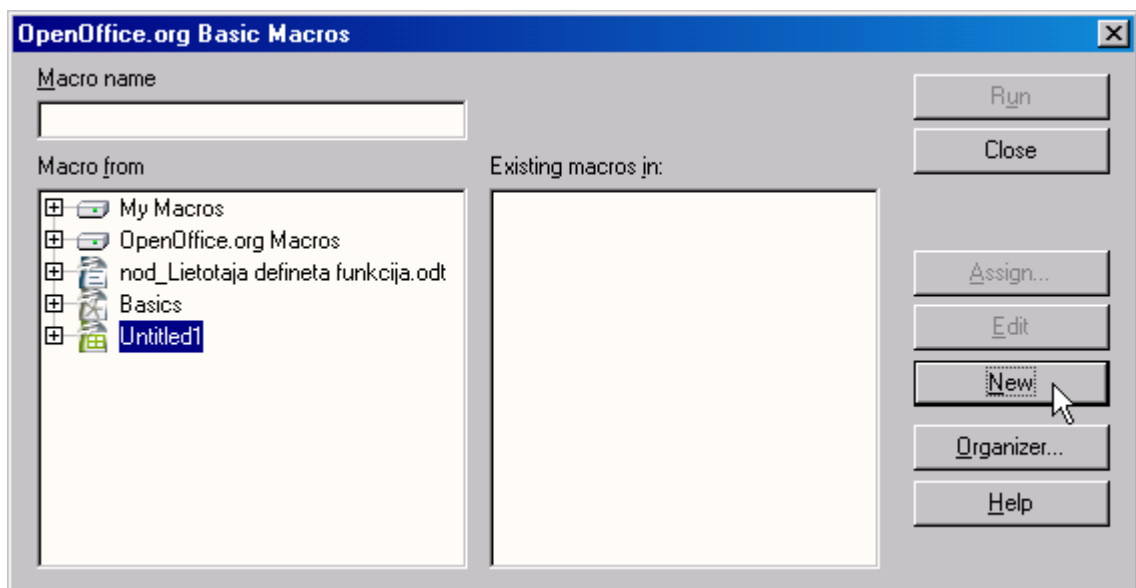 OpenOffice.org Basic Macros
Macro name
Run
Close
Macro from
Existing macros in:
My Macros
OpenOffice.org Macros
nod_Lietotaja defineta funkcija.odt
Basics
Untitled1
Assign...
Edit
New
Organizer...
Help